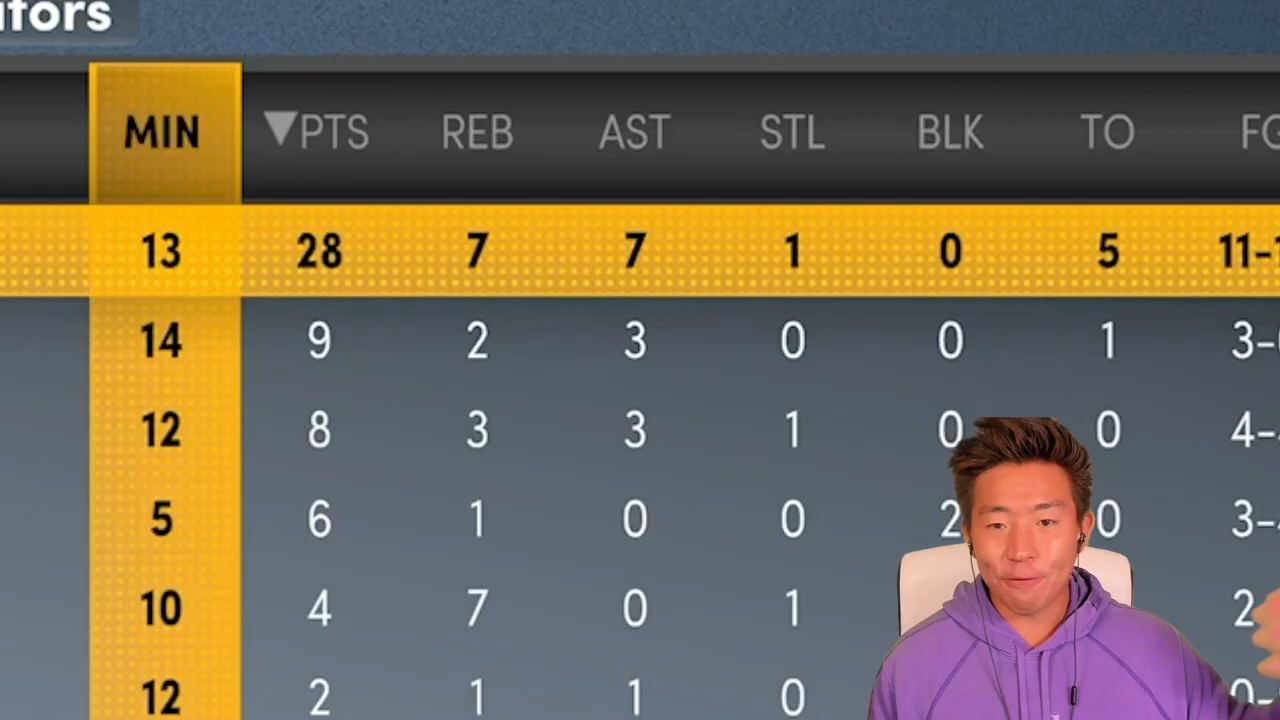 MIN ▼PTS REB AST STL BLK TO
13 28 7 7 1 0 5
14 9 2 3 0 0 1
12 8 3 3 1 0 0
5 6 1 0 0 2 0
10 4 7 0 1
12 2 1 1 0